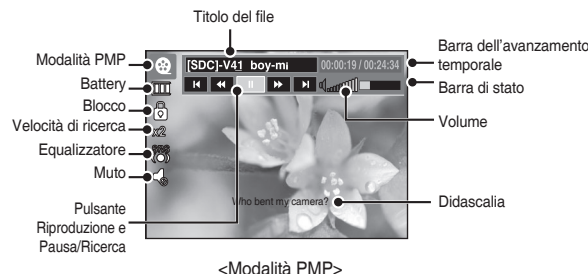 Titolo del file
Modalità PMP
Battery
Blocco
Velocità di ricerca
Equalizzatore
Muto
Pulsante
Riproduzione e
Pausa/Ricerca
[SDC]-V41 boy-mi
00:00:19 / 00:24:34
x2
Who bent my camera?
Barra dell'avanzamento
temporale
Barra di stato
Volume
Didascalia
<Modalità PMP>